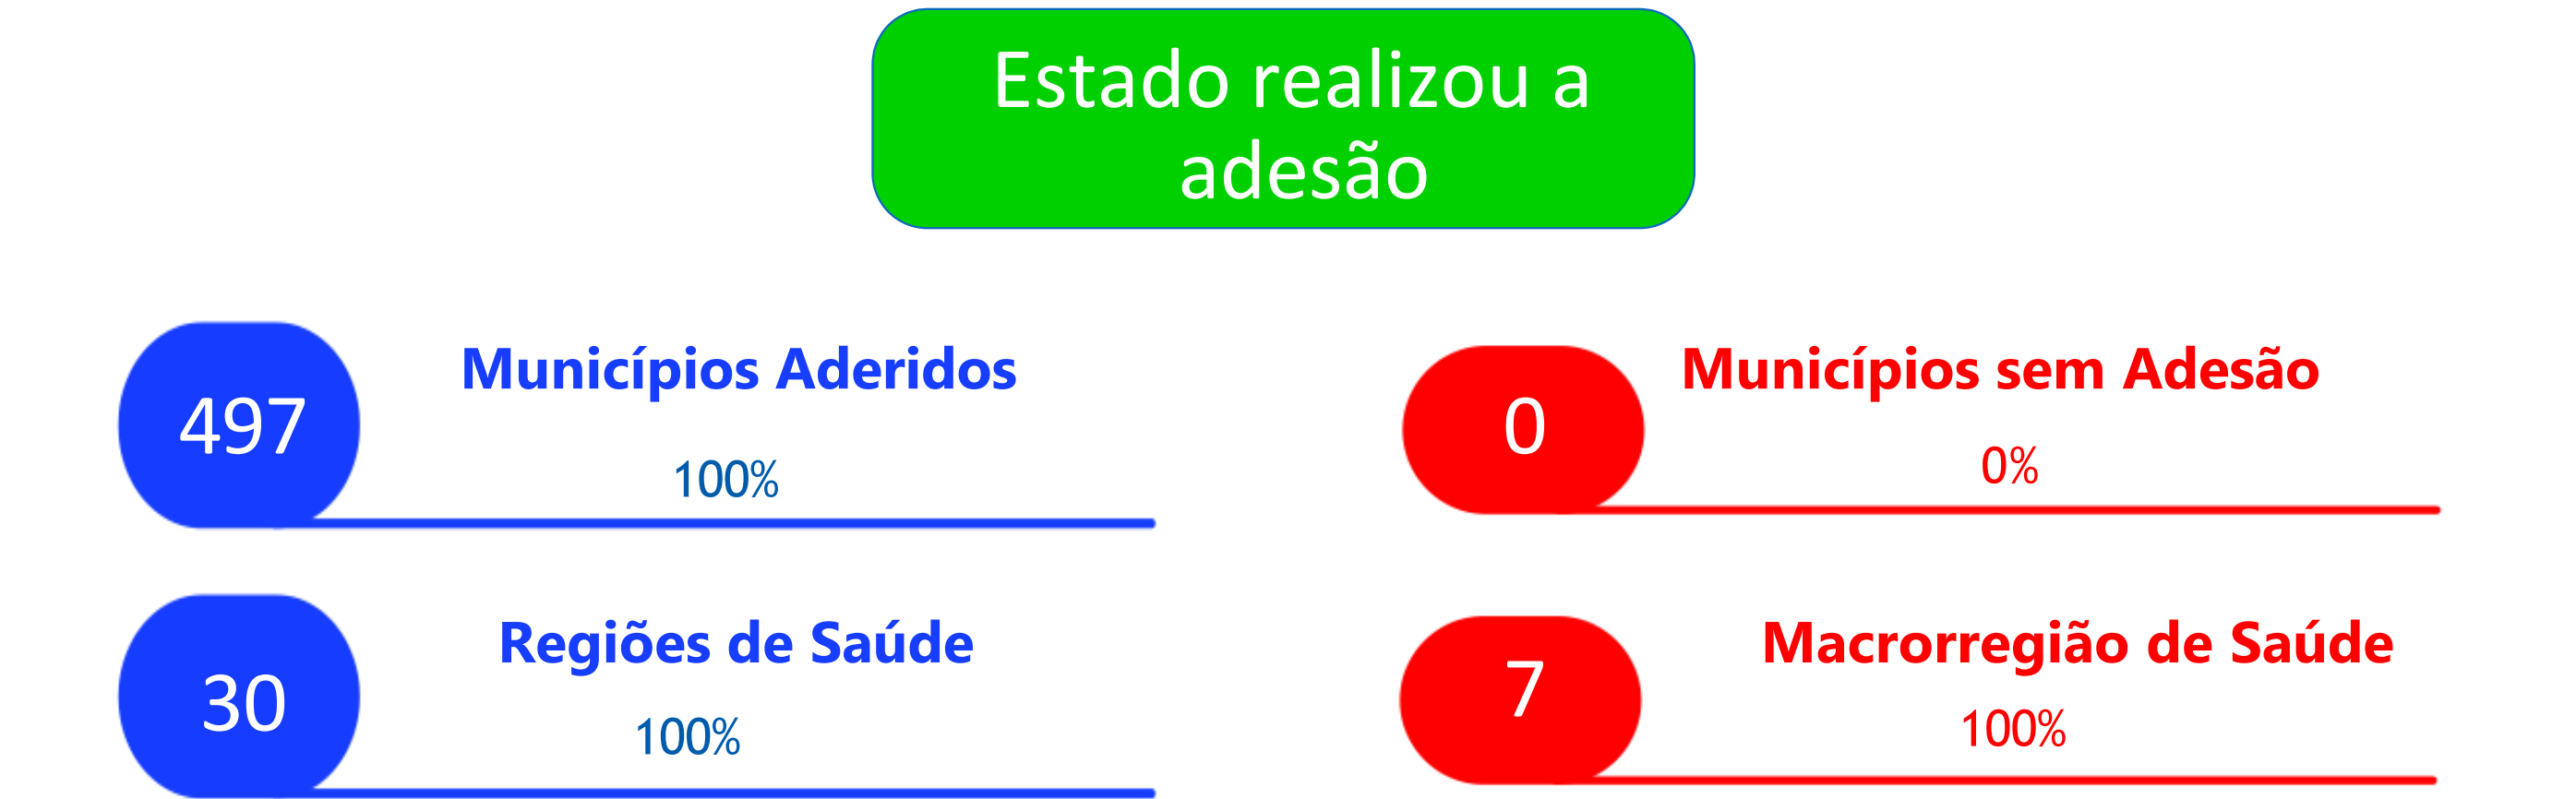 Estado realizou a
adesão
497
Municípios Aderidos
100%
0
Municípios sem Adesão
0%
30
Regiões de Saúde
100%
7
Macrorregião de Saúde
100%